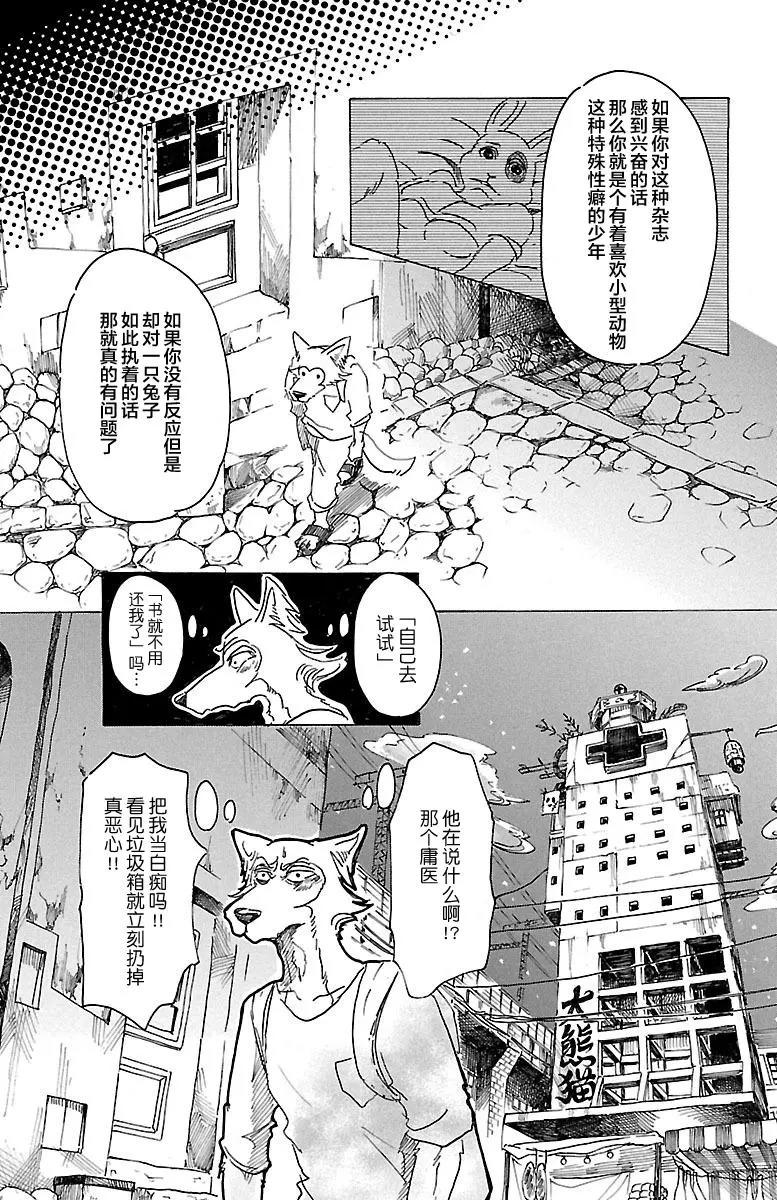 如果你对这种杂志
感到兴奋的话
那么你就是个有着喜欢小型动物
这种特殊性癖的少年
如果你没有反应但是
却对一只兔子
如此执着的话
那就真的有问题了
「自己去
试试」
「书就不用
还我了」吗…
他在说什么啊!?
那个庸医
把我当白痴吗!!
看见垃圾箱就立刻扔掉
真恶心!!
大熊猫